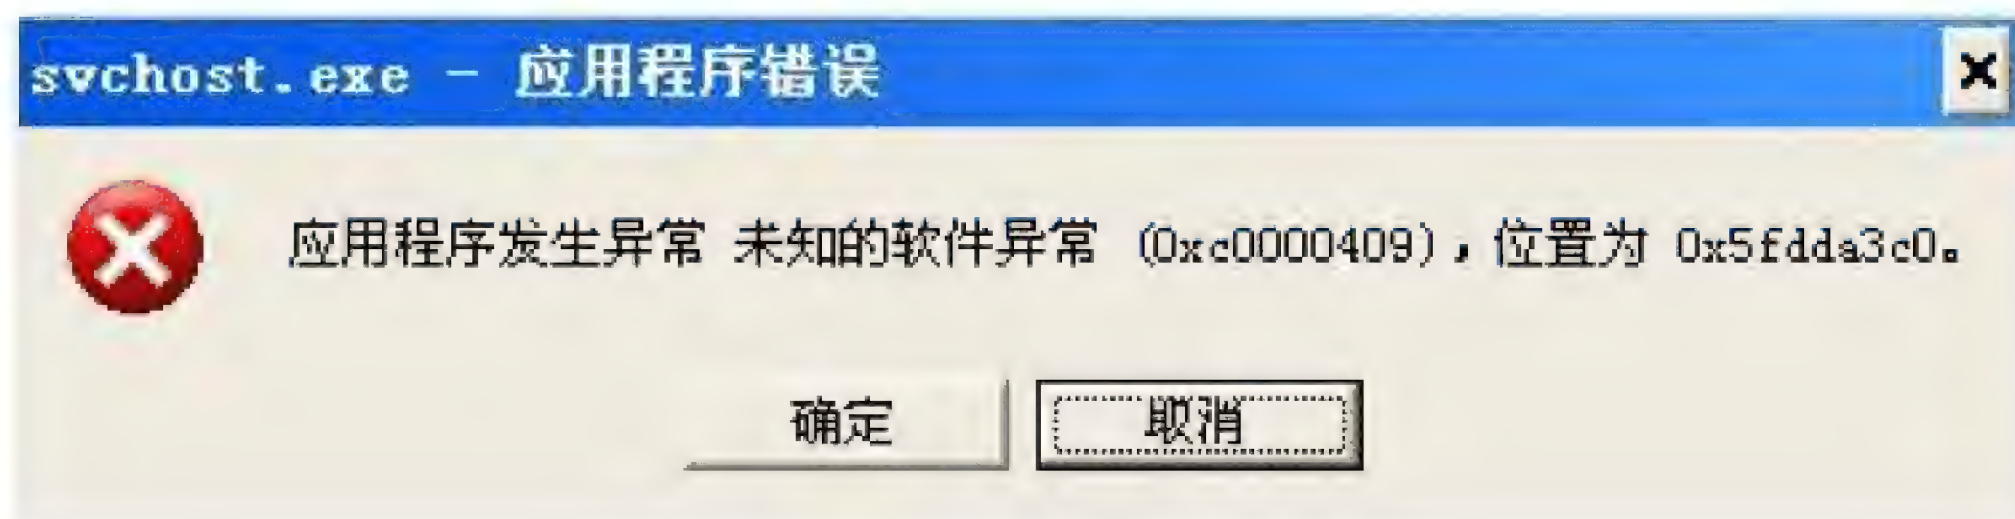 svchost.exe - 应用程序错误
应用程序发生异常 未知的软件异常 (0xc0000409)，位置为 0x5fdda3c0。
确定 取消